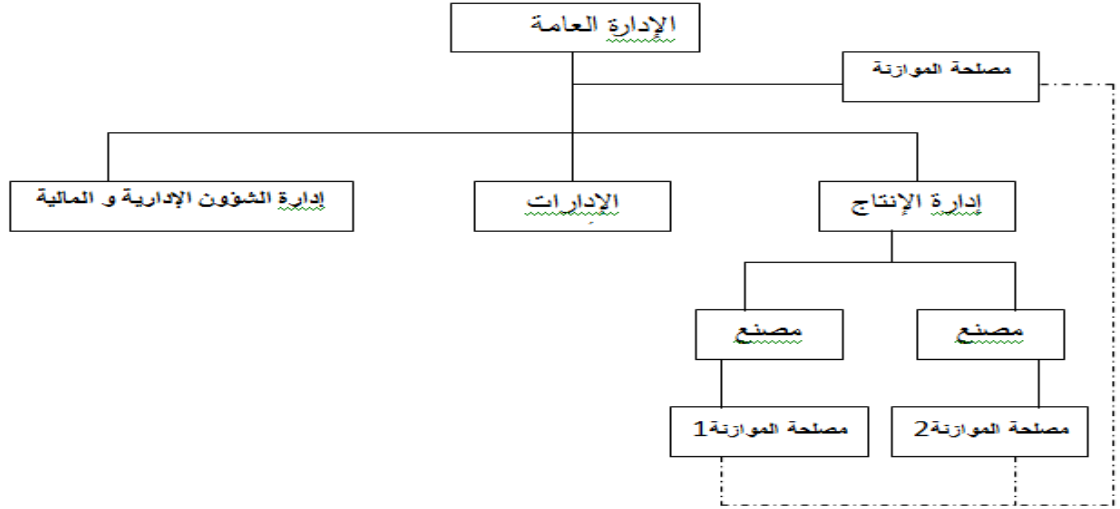 الإدارة العامة
مصلحة الموازنة
إدارة الإنتاج
الإدارات
إدارة الشؤون الإدارية و المالية
مصنع
مصنع
مصلحة الموازنة2
مصلحة الموازنة1